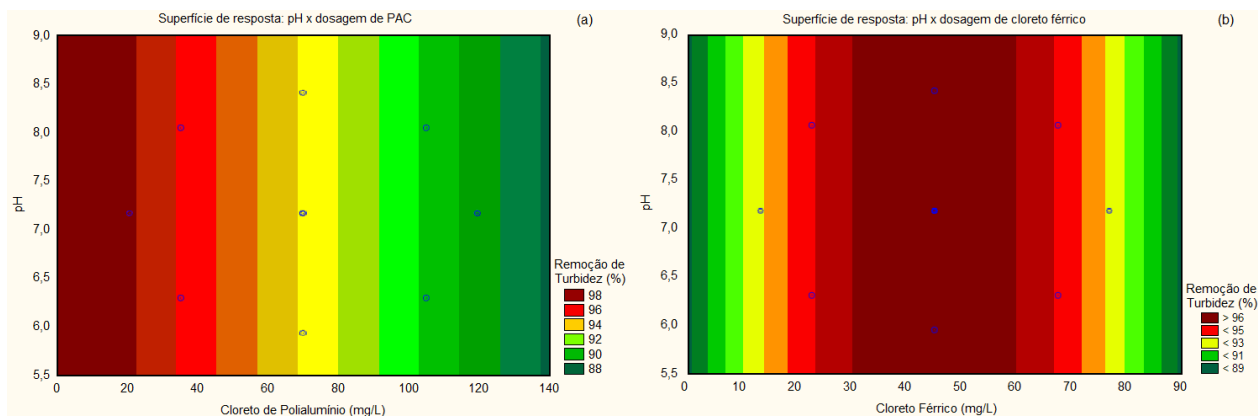 Superfície de resposta: pH x dosagem de PAC
(a)
9,0
8,5
8,0
7,5
7,0
6,5
6,0
5,5
pH
0 20 40 60 80 100 120 140
Cloreto de Polialumínio (mg/L)
Remoção de
Turbidez (%)
98
96
94
92
90
88
Superfície de resposta: pH x dosagem de cloreto férrico
(b)
9,0
8,5
8,0
7,5
7,0
6,5
6,0
5,5
pH
0 10 20 30 40 50 60 70 80 90
Cloreto Férrico (mg/L)
Remoção de
Turbidez (%)
> 96
< 95
< 93
< 91
< 89